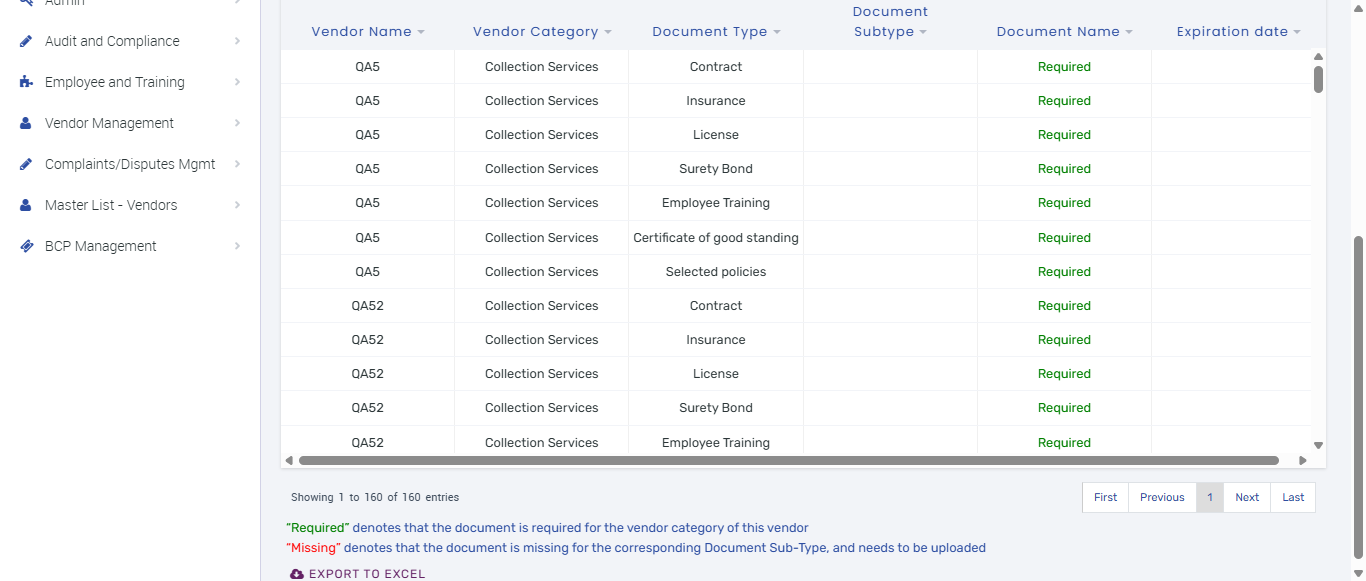 Admin
Audit and Compliance
Employee and Training
Vendor Management
Complaints/Disputes Mgmt
Master List - Vendors
BCP Management
Vendor Name Vendor Category Document Type Document Subtype Document Name Expiration date
QA5 Collection Services Contract Required
QA5 Collection Services Insurance Required
QA5 Collection Services License Required
QA5 Collection Services Surety Bond Required
QA5 Collection Services Employee Training Required
QA5 Collection Services Certificate of good standing Required
QA5 Collection Services Selected policies Required
QA52 Collection Services Contract Required
QA52 Collection Services Insurance Required
QA52 Collection Services License Required
QA52 Collection Services Surety Bond Required
QA52 Collection Services Employee Training Required
Showing 1 to 160 of 160 entries
First Previous 1 Next Last
“Required” denotes that the document is required for the vendor category of this vendor
“Missing” denotes that the document is missing for the corresponding Document Sub-Type, and needs to be uploaded
EXPORT TO EXCEL